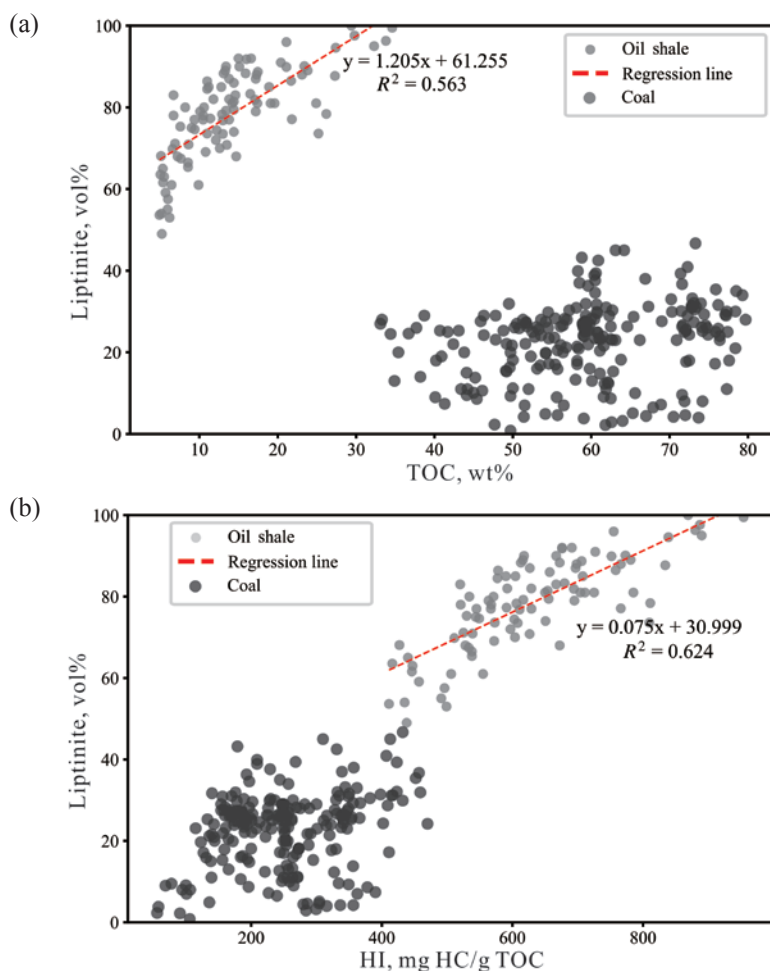 (a)
100
80
60
40
20
0
Liptinite, vol%
10 20 30 40 50 60 70 80
TOC, wt%
y = 1.205x + 61.255
R² = 0.563
Oil shale
Regression line
Coal
(b)
100
80
60
40
20
0
Liptinite, vol%
200 400 600 800
HI, mg HC/g TOC
Oil shale
Regression line
Coal
y = 0.075x + 30.999
R² = 0.624